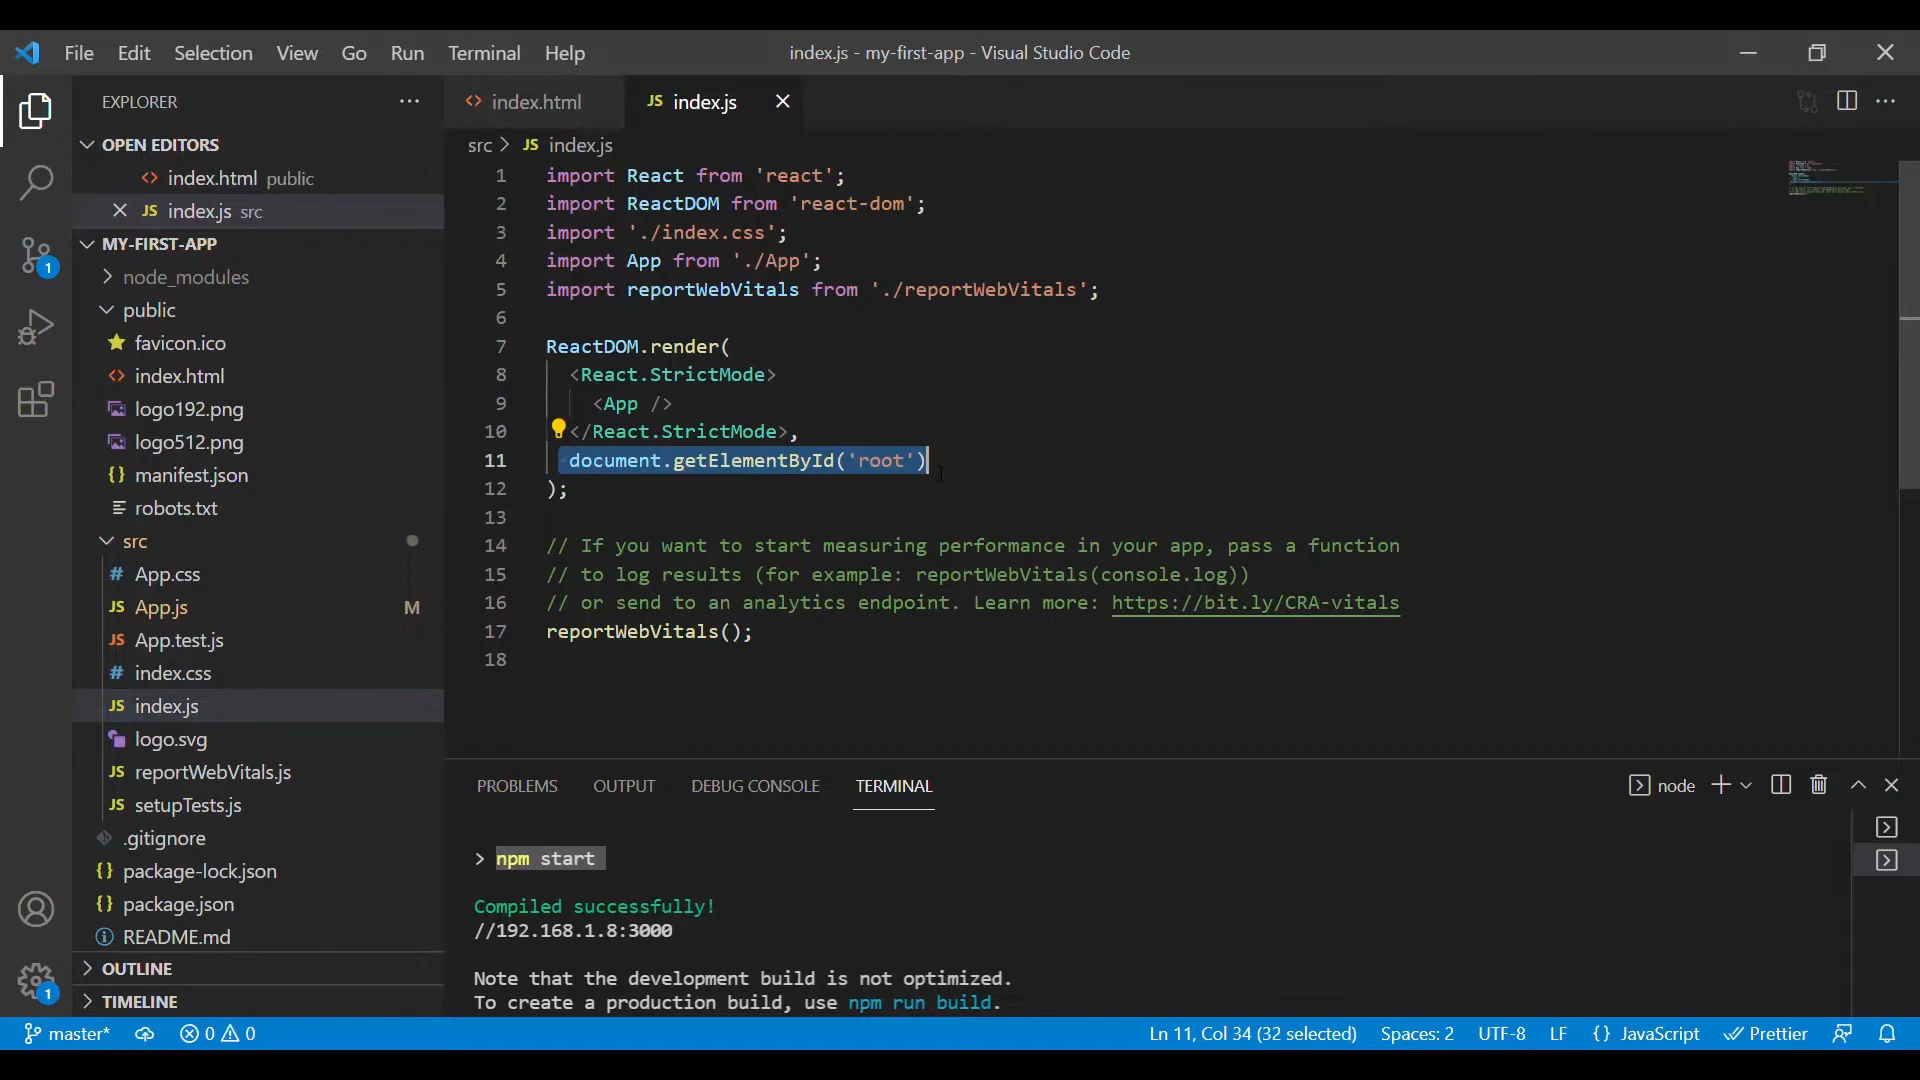 File Edit Selection View Go Run Terminal Help
index.js - my-first-app - Visual Studio Code
EXPLORER
OPEN EDITORS
index.html public
JS index.js src
MY-FIRST-APP
node_modules
public
favicon.ico
index.html
logo192.png
logo512.png
{} manifest.json
robots.txt
src
# App.css
JS App.js M
JS App.test.js
# index.css
JS index.js
logo.svg
JS reportWebVitals.js
JS setupTests.js
.gitignore
{} package-lock.json
{} package.json
README.md
OUTLINE
TIMELINE
1
1
index.html
JS index.js
src > JS index.js
1 import React from 'react';
2 import ReactDOM from 'react-dom';
3 import './index.css';
4 import App from './App';
5 import reportWebVitals from './reportWebVitals';
6
7 ReactDOM.render(
8 <React.StrictMode>
9 <App />
10 </React.StrictMode>,
11 document.getElementById('root')
12 );
13
14 // If you want to start measuring performance in your app, pass a function
15 // to log results (for example: reportWebVitals(console.log))
16 // or send to an analytics endpoint. Learn more: https://bit.ly/CRA-vitals
17 reportWebVitals();
18
PROBLEMS OUTPUT DEBUG CONSOLE TERMINAL
node
> npm start
Compiled successfully!
//192.168.1.8:3000
Note that the development build is not optimized.
To create a production build, use npm run build.
master* 0 0
Ln 11, Col 34 (32 selected) Spaces: 2 UTF-8 LF {} JavaScript Prettier